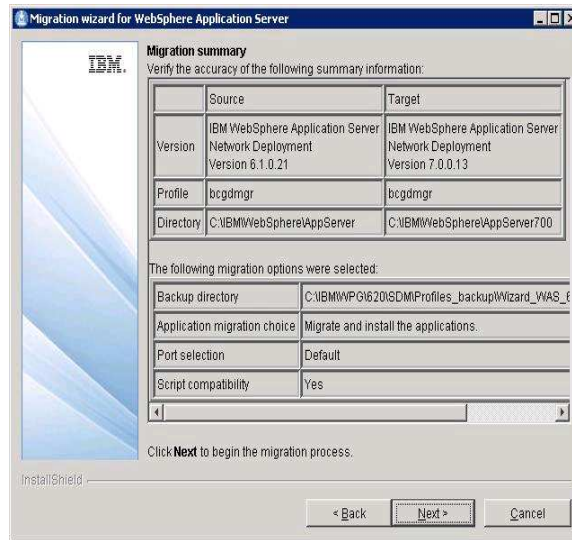 Migration wizard for WebSphere Application Server
IBM.
Migration summary
Verify the accuracy of the following summary information:
Source Target
Version IBM WebSphere Application Server Network Deployment Version 6.1.0.21 IBM WebSphere Application Server Network Deployment Version 7.0.0.13
Profile bcgdmgr bcgdmgr
Directory C:\IBM\WebSphere\AppServer C:\IBM\WebSphere\AppServer700
The following migration options were selected:
Backup directory C:\IBM\WPG\620\SDM\Profiles_backup\Wizard_WAS_6
Application migration choice Migrate and install the applications.
Port selection Default
Script compatibility Yes
Click Next to begin the migration process.
InstallShield
< Back Next > Cancel